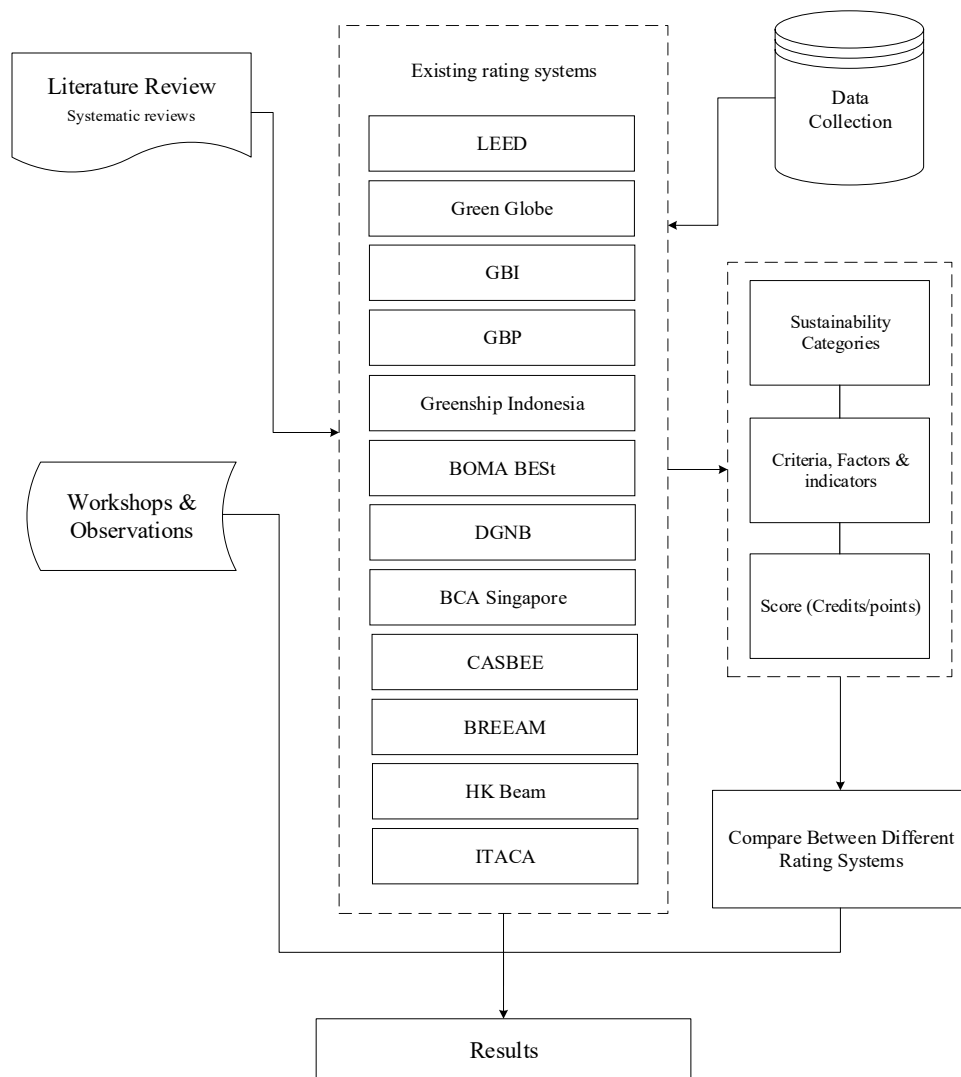 Literature Review
Systematic reviews
Workshops &
Observations
Existing rating systems
LEED
Green Globe
GBI
GBP
Greenship Indonesia
BOMA BESt
DGNB
BCA Singapore
CASBEE
BREEAM
HK Beam
ITACA
Data
Collection
Sustainability
Categories
Criteria, Factors &
indicators
Score (Credits/points)
Compare Between Different
Rating Systems
Results